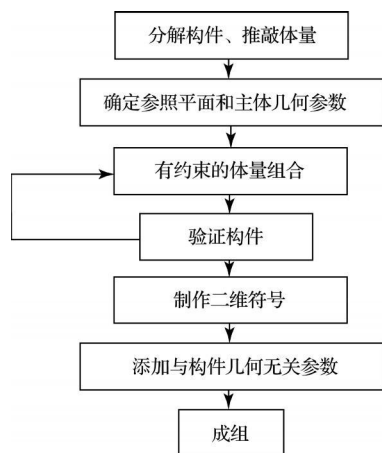 分解构件、推敲体量
确定参照平面和主体几何参数
有约束的体量组合
验证构件
制作二维符号
添加与构件几何无关参数
成组